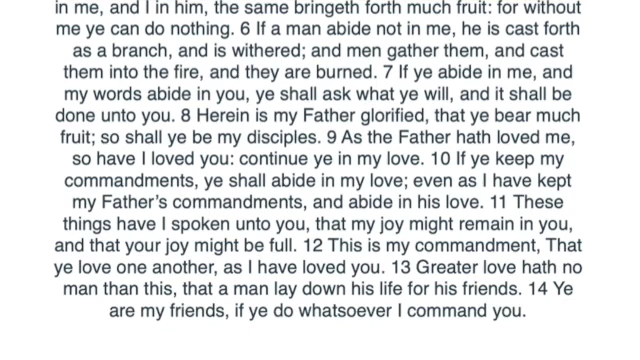 in me, and I in him, the same bringeth forth much fruit: for without
me ye can do nothing. 6 If a man abide not in me, he is cast forth
as a branch, and is withered; and men gather them, and cast
them into the fire, and they are burned. 7 If ye abide in me, and
my words abide in you, ye shall ask what ye will, and it shall be
done unto you. 8 Herein is my Father glorified, that ye bear much
fruit; so shall ye be my disciples. 9 As the Father hath loved me,
so have I loved you: continue ye in my love. 10 If ye keep my
commandments, ye shall abide in my love; even as I have kept
my Father’s commandments, and abide in his love. 11 These
things have I spoken unto you, that my joy might remain in you,
and that your joy might be full. 12 This is my commandment, That
ye love one another, as I have loved you. 13 Greater love hath no
man than this, that a man lay down his life for his friends. 14 Ye
are my friends, if ye do whatsoever I command you.